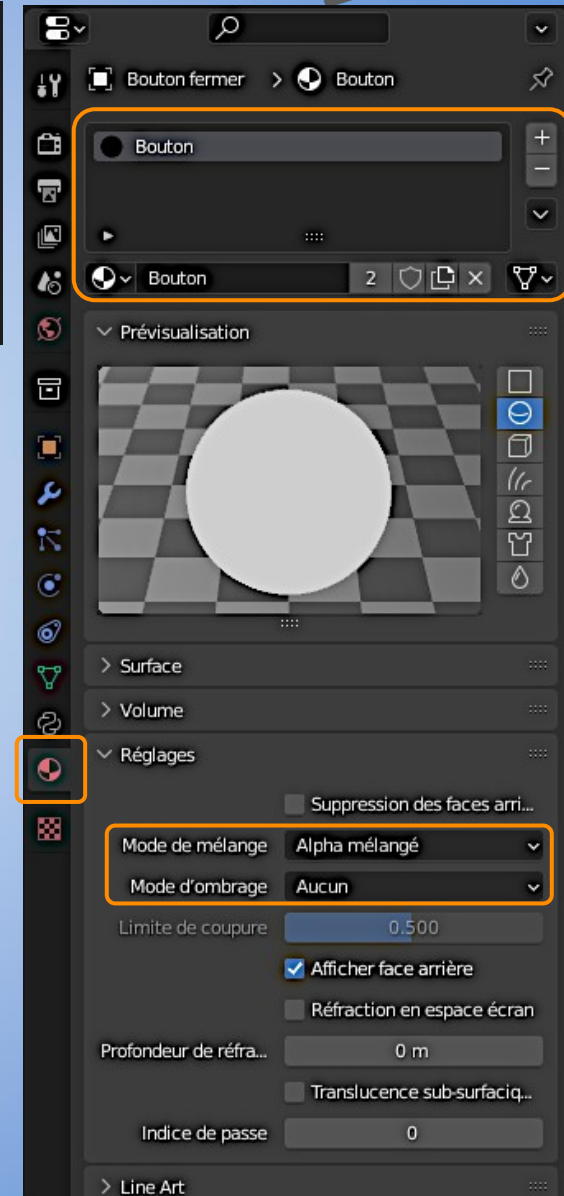 Bouton fermer > Bouton
Bouton
Bouton 2
Prévisualisation
Surface
Volume
Réglages
Suppression des faces arri...
Mode de mélange Alpha mélangé
Mode d'ombrage Aucun
Limite de coupure 0.500
Afficher face arrière
Réfraction en espace écran
Profondeur de réfra... 0 m
Translucence sub-surfaciq...
Indice de passe 0
Line Art